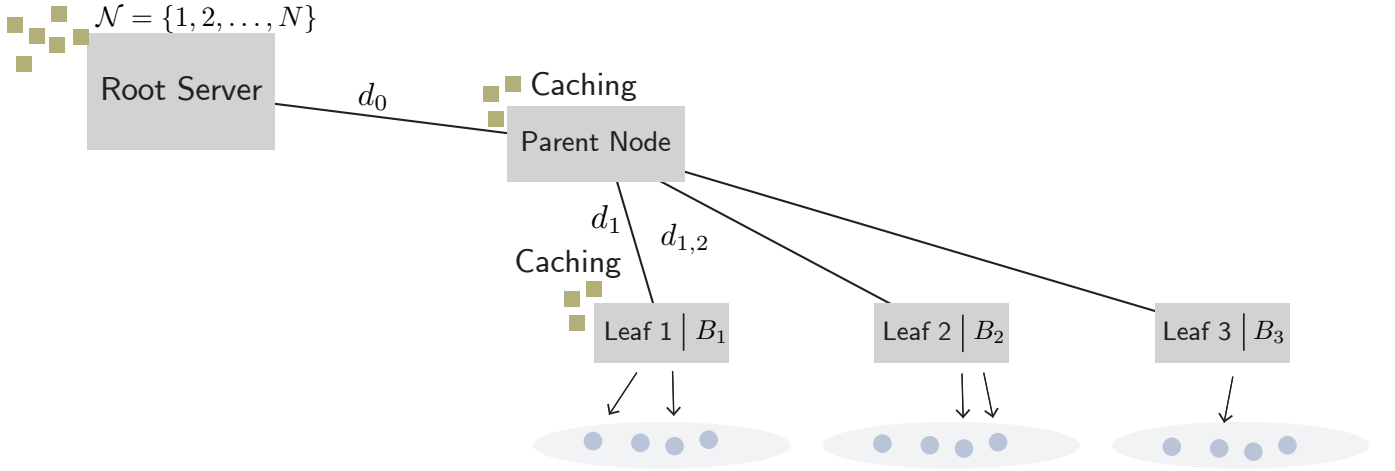 𝒩 = {1, 2, . . . , N}
Root Server
d₀
Caching
Parent Node
d₁
d₁,₂
Caching
Leaf 1 | B₁
Leaf 2 | B₂
Leaf 3 | B₃